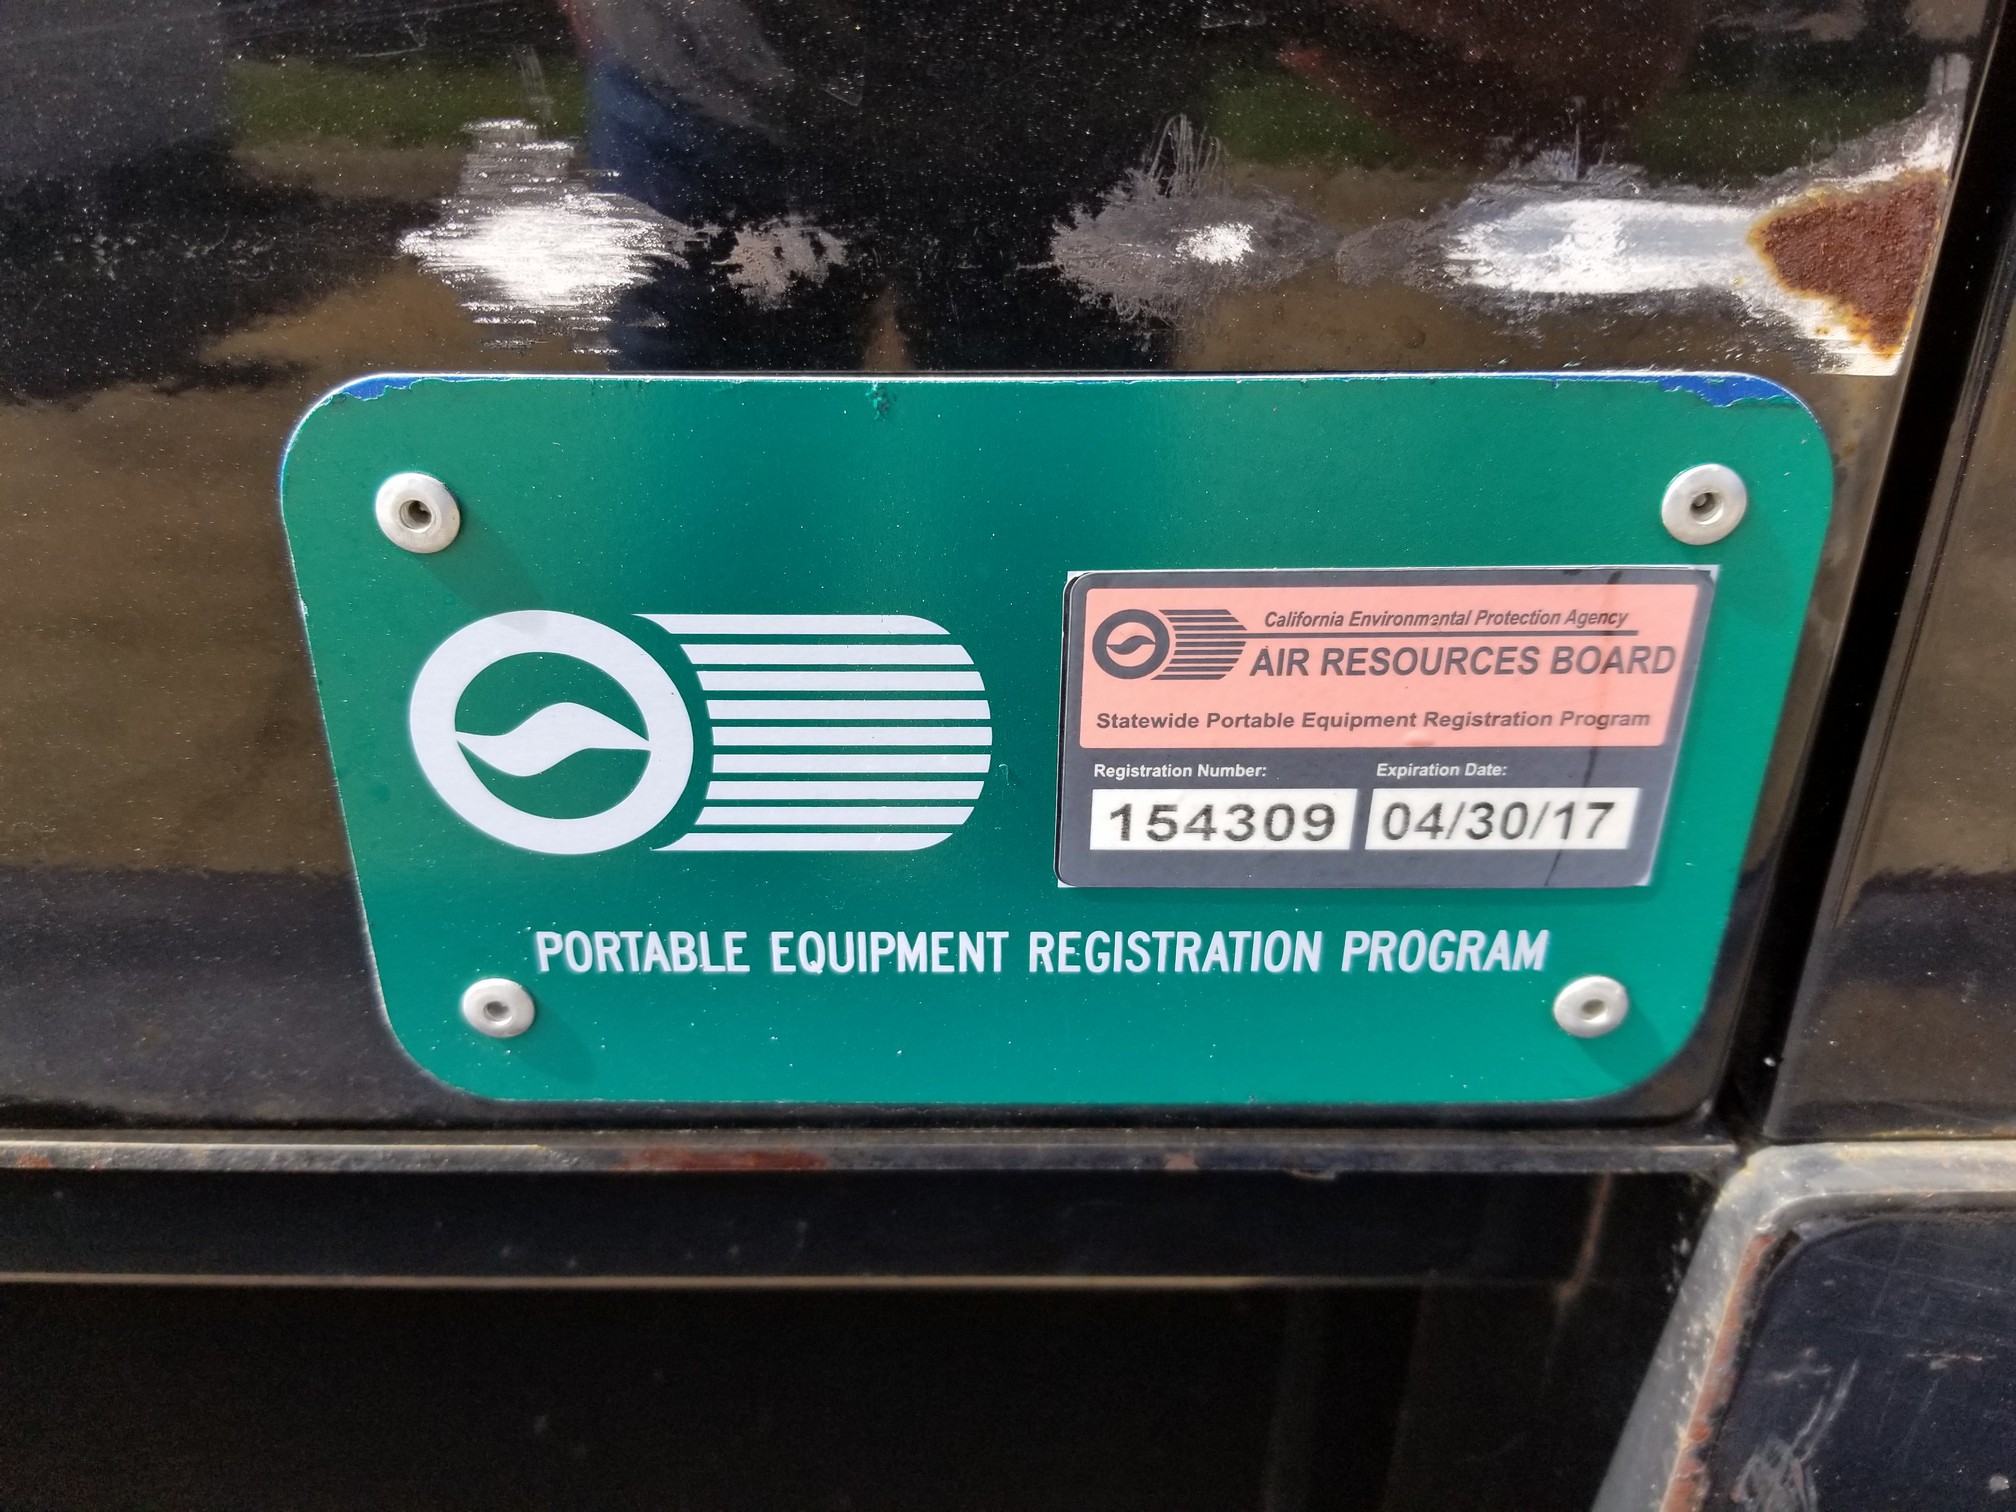 California Environmental Protection Agency
AIR RESOURCES BOARD
Statewide Portable Equipment Registration Program
Registration Number: Expiration Date:
154309 04/30/17
PORTABLE EQUIPMENT REGISTRATION PROGRAM